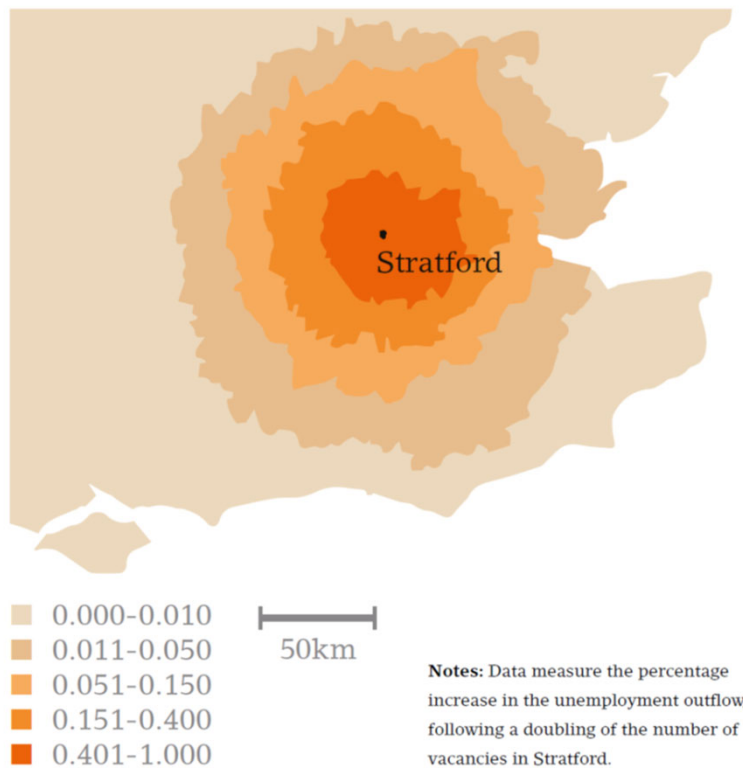 Stratford
0.000-0.010
0.011-0.050
0.051-0.150
0.151-0.400
0.401-1.000
50km
Notes: Data measure the percentage
increase in the unemployment outflow
following a doubling of the number of
vacancies in Stratford.